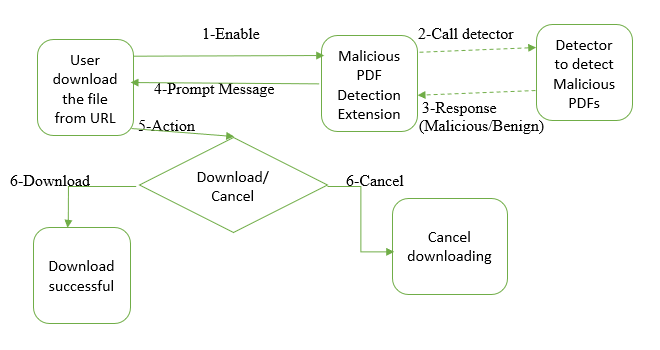 1-Enable
2-Call detector
User
download
the file
from URL
Malicious
PDF
Detection
Extension
Detector
to detect
Malicious
PDFs
4-Prompt Message
3-Response
(Malicious/Benign)
5-Action
6-Download
Download/
Cancel
6-Cancel
Download
successful
Cancel
downloading